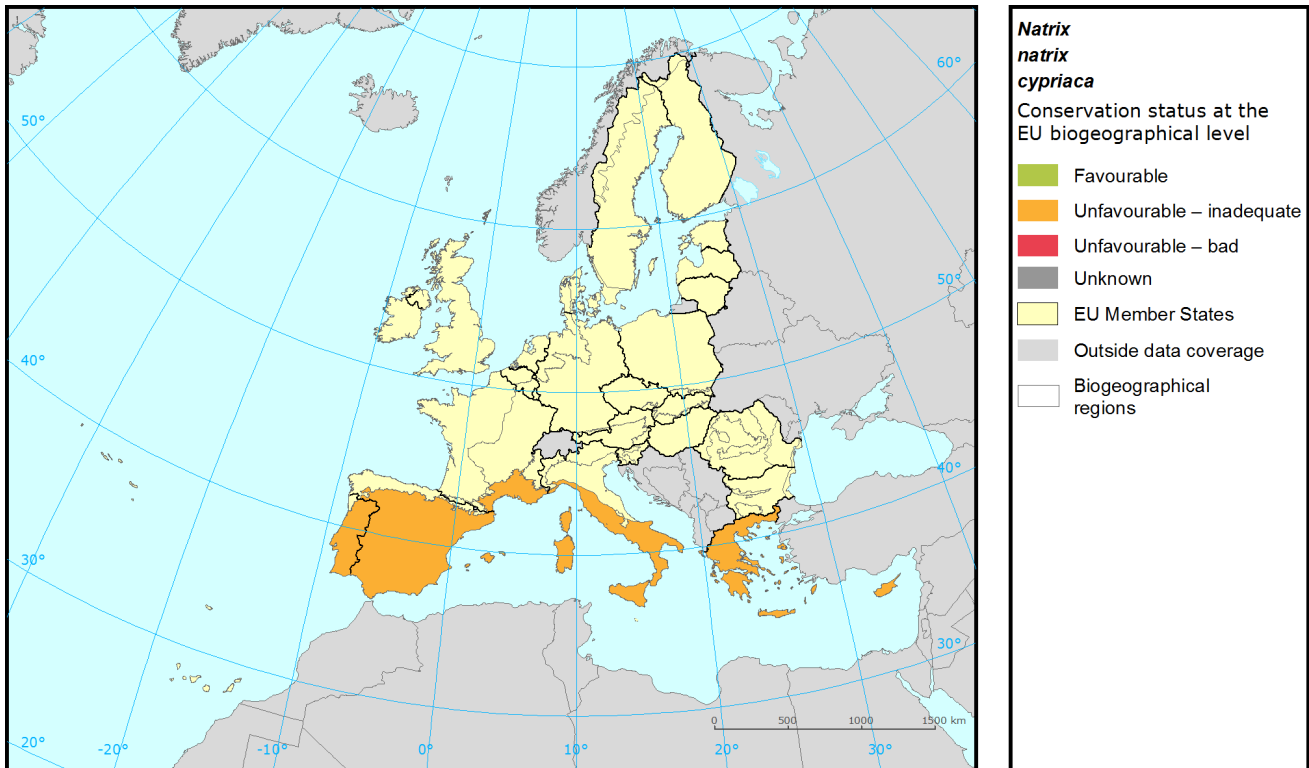 Natrix
natrix
cypriaca
Conservation status at the
EU biogeographical level
Favourable
Unfavourable – inadequate
Unfavourable – bad
Unknown
EU Member States
Outside data coverage
Biogeographical
regions
60°
50°
50°
40°
40°
30°
30°
20°
-20°
-10°
0°
10°
20°
30°
0
500
1000
1500 km